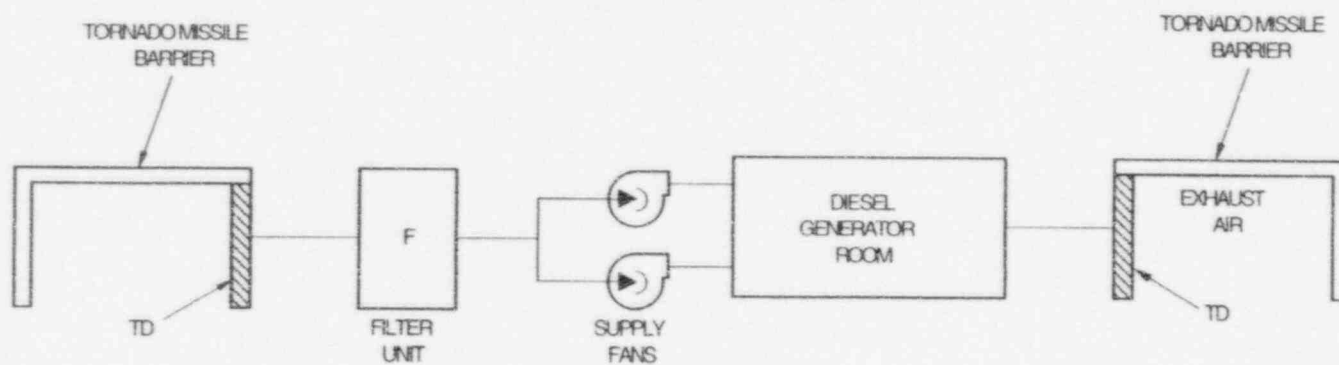 TORNADO MISSILE
BARRIER
TD
F
FILTER
UNIT
SUPPLY
FANS
DIESEL
GENERATOR
ROOM
TORNADO MISSILE
BARRIER
EXHAUST
AIR
TD